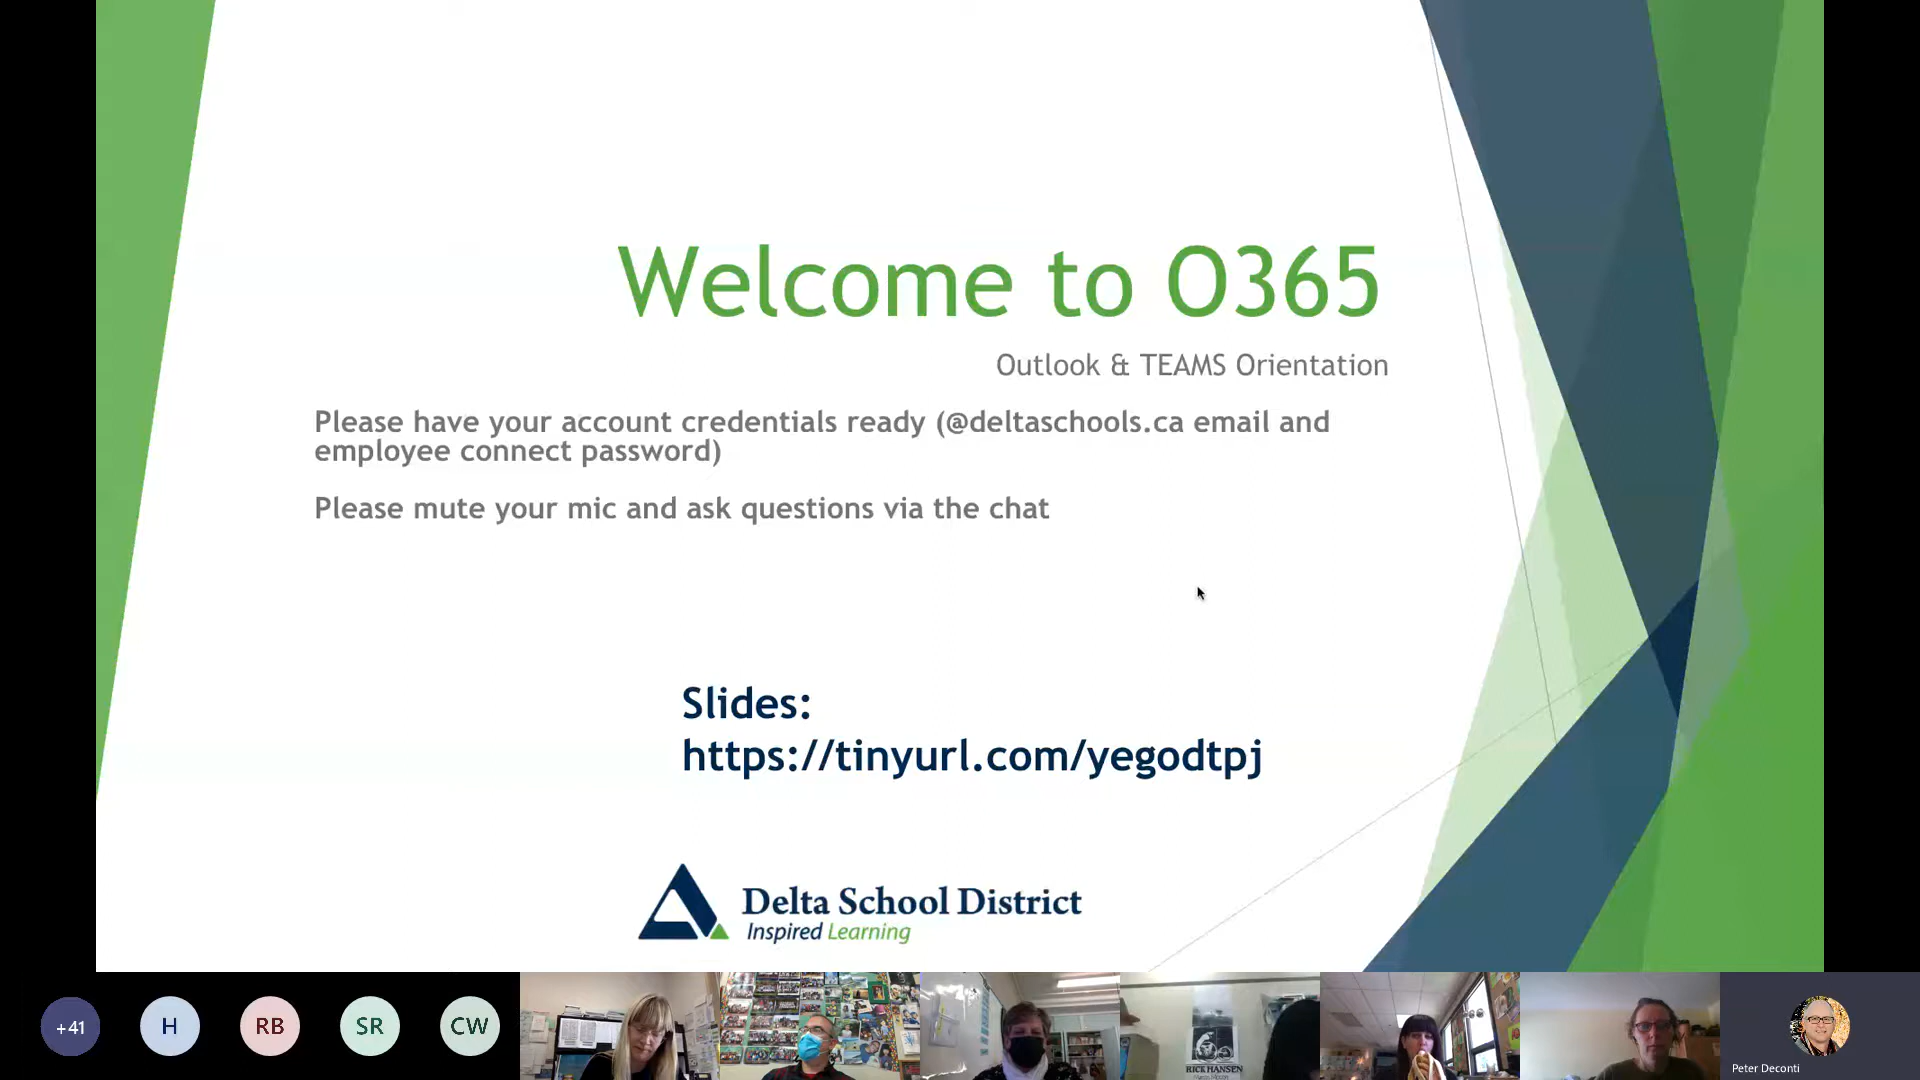 Welcome to O365
Outlook & TEAMS Orientation
Please have your account credentials ready (@deltaschools.ca email and
employee connect password)
Please mute your mic and ask questions via the chat
Slides:
https://tinyurl.com/yegodtpj
Delta School District
Inspired Learning
+41
H
RB
SR
CW
RICK HANSEN
Peter Deconti